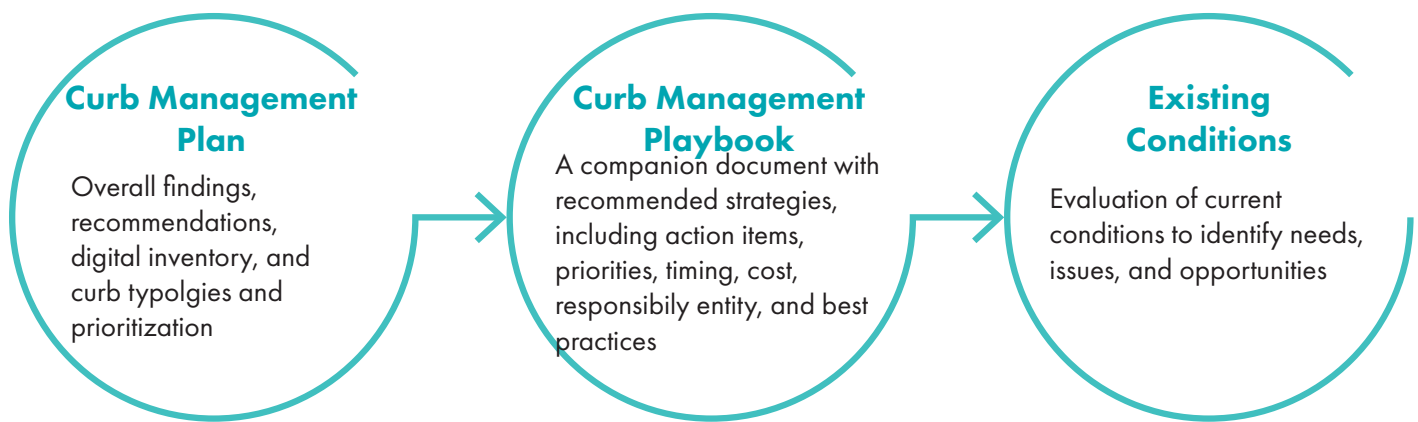 Curb Management
Plan
Overall findings,
recommendations,
digital inventory, and
curb typolgies and
prioritization
Curb Management
Playbook
A companion document with
recommended strategies,
including action items,
priorities, timing, cost,
responsibily entity, and best
practices
Existing
Conditions
Evaluation of current
conditions to identify needs,
issues, and opportunities